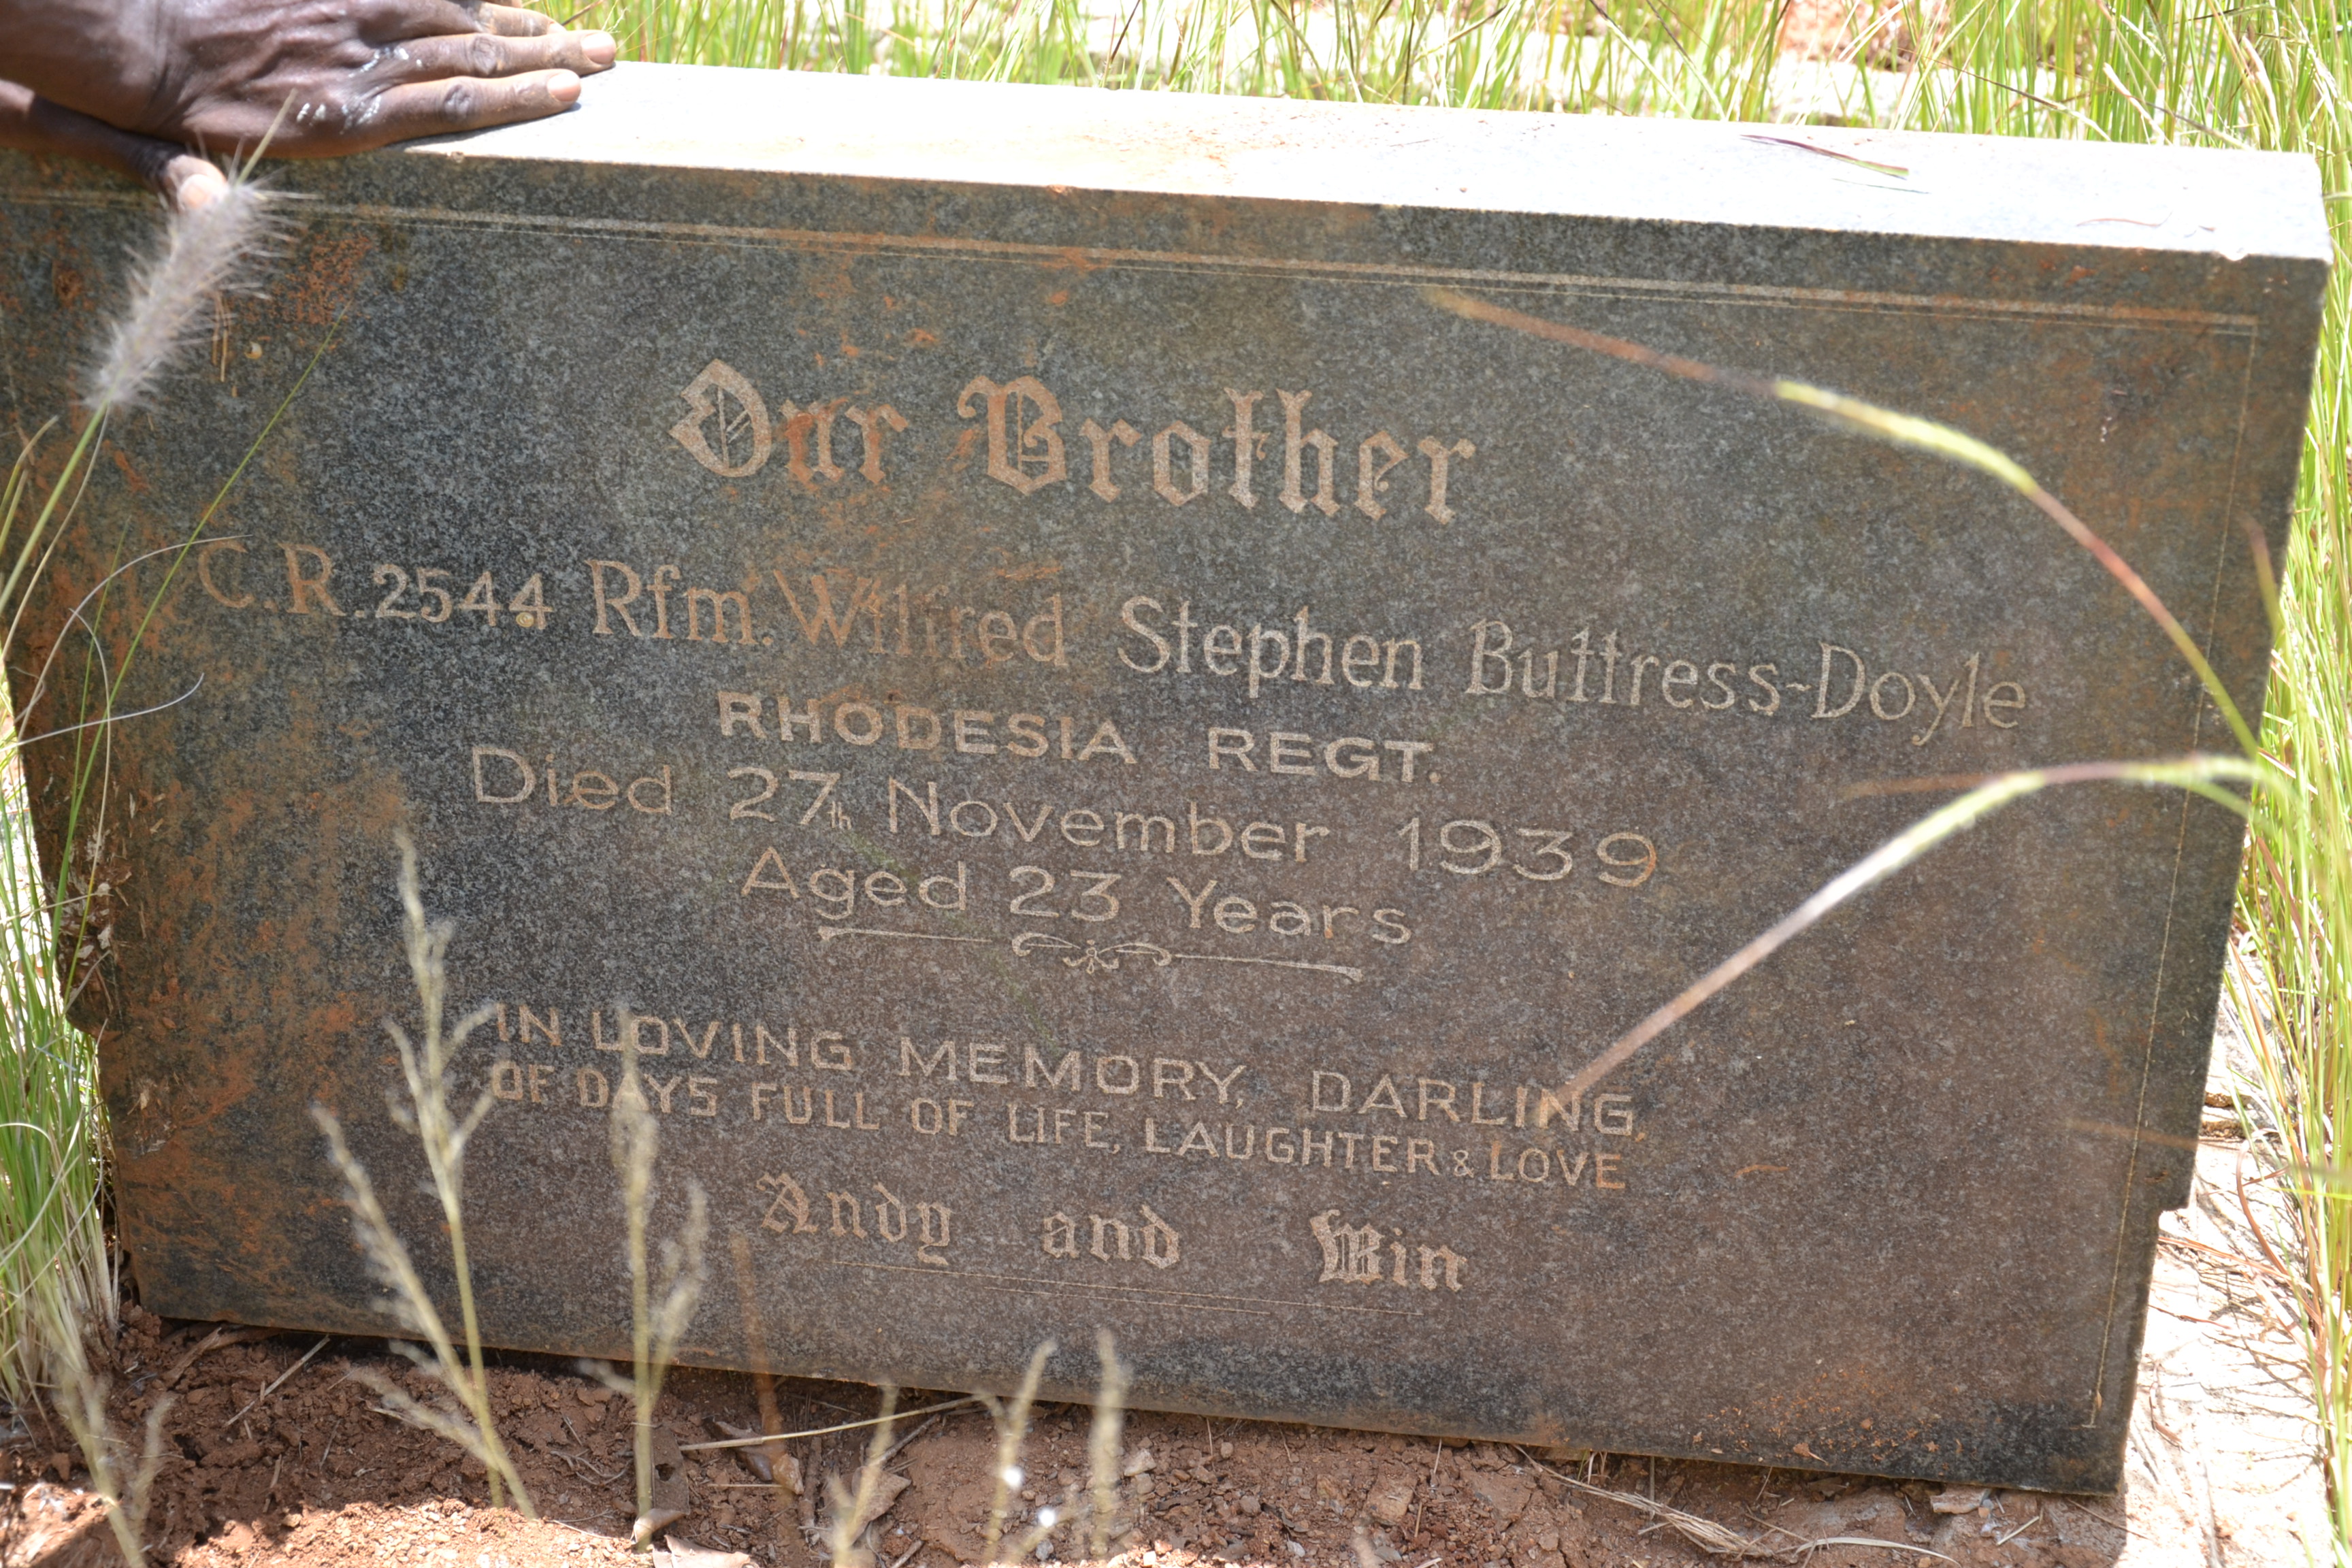 Our Brother
C.R. 2544 Rfm. Wilfred Stephen Buttress-Doyle
RHODESIA REGT.
Died 27th November 1939
Aged 23 Years
IN LOVING MEMORY, DARLING,
OF DAYS FULL OF LIFE, LAUGHTER & LOVE
Andy and Win